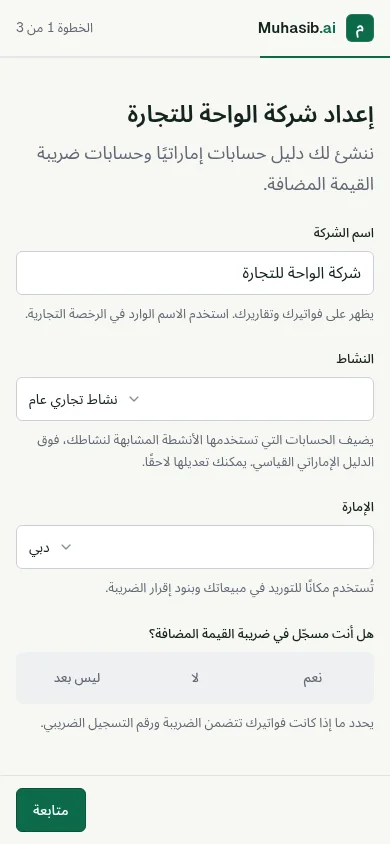 Muhasib.ai
م
الخطوة 1 من 3
إعداد شركة الواحة للتجارة
ننشئ لك دليل حسابات إماراتيًا وحسابات ضريبة
القيمة المضافة.
اسم الشركة
شركة الواحة للتجارة
يظهر على فواتيرك وتقاريرك. استخدم الاسم الوارد في الرخصة التجارية.
النشاط
نشاط تجاري عام
يضيف الحسابات التي تستخدمها الأنشطة المشابهة لنشاطك، فوق
الدليل الإماراتي القياسي. يمكنك تعديلها لاحقًا.
الإمارة
دبي
تُستخدم مكانًا للتوريد في مبيعاتك وبنود إقرار الضريبة.
هل أنت مسجّل في ضريبة القيمة المضافة؟
نعم
لا
ليس بعد
يحدد ما إذا كانت فواتيرك تتضمن الضريبة ورقم التسجيل الضريبي.
متابعة